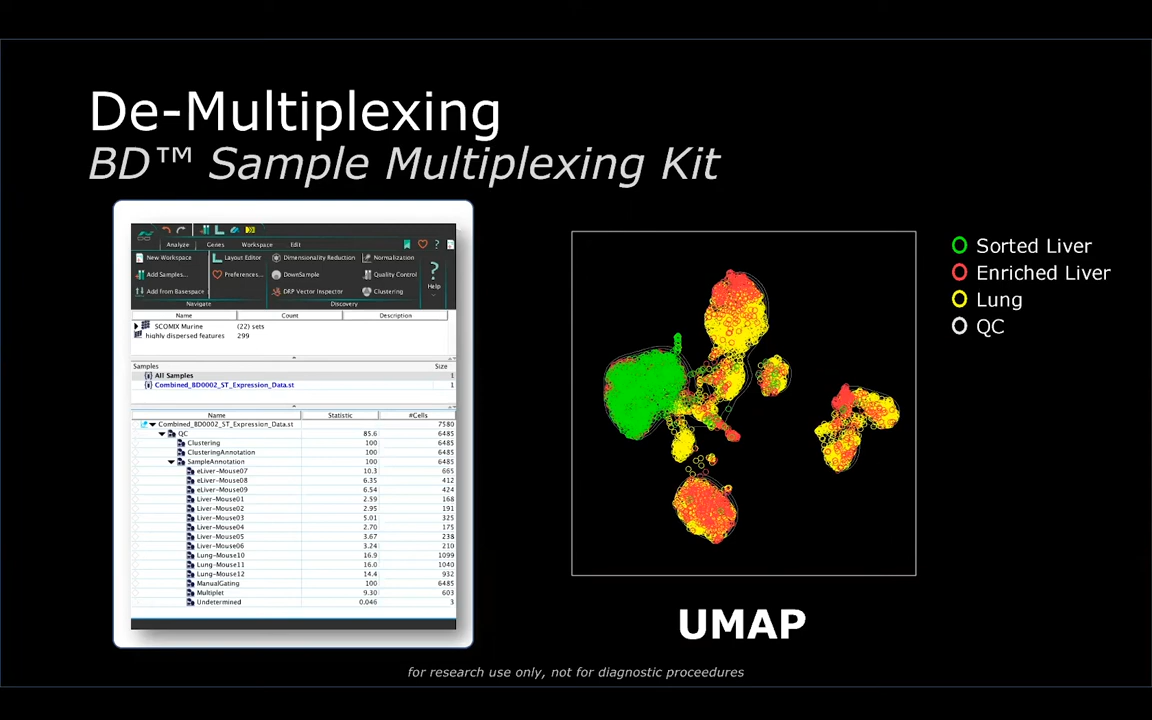 De-Multiplexing
BD™ Sample Multiplexing Kit
Analyze Genes Workspace Edit
New Workspace Layout Editor Dimensionality Reduction Normalization
Add Samples... Preferences... DownSample Quality Control
Add from Basespace DRP Vector Inspector Clustering
Help
Navigate Discovery
Name Count Description
SCOMIX Murine (22) sets
highly dispersed features 299
Samples Size
All Samples 1
Combined_BD0002_ST_Expression_Data.st 1
Name Statistic #Cells
Combined_BD0002_ST_Expression_Data.st 7580
QC 85.6 6485
Clustering 100 6485
ClusteringAnnotation 100 6485
SampleAnnotation 100 6485
eLiver-Mouse07 10.3 665
eLiver-Mouse08 6.35 412
eLiver-Mouse09 6.54 424
Liver-Mouse01 2.59 168
Liver-Mouse02 2.95 191
Liver-Mouse03 5.01 325
Liver-Mouse04 2.70 175
Liver-Mouse05 3.67 238
Liver-Mouse06 3.24 210
Lung-Mouse10 16.9 1099
Lung-Mouse11 16.0 1040
Lung-Mouse12 14.4 932
ManualGating 100 6485
Multiplet 9.30 603
Undetermined 0.046 3
Sorted Liver
Enriched Liver
Lung
QC
UMAP
for research use only, not for diagnostic proceedures